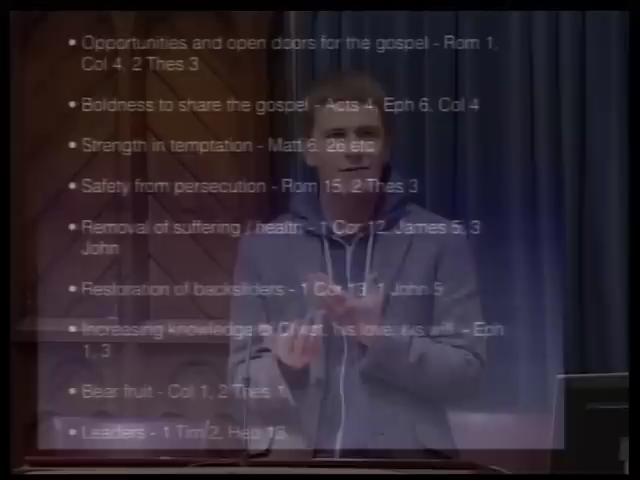 • Opportunities and open doors for the gospel - Rom 1,
Col 4, 2 Thes 3
• Boldness to share the gospel - Acts 4, Eph 6, Col 4
• Strength in temptation - Matt 6, 26 etc
• Safety from persecution - Rom 15, 2 Thes 3
• Removal of suffering / health - 1 Cor 12, James 5, 3
John
• Restoration of backsliders - 1 Cor 13, 1 John 5
• Increasing knowledge Christ, his love, his will - Eph
1, 3
• Bear fruit - Col 1, 2 Thes 1
• Leaders - 1 Tim 2, Heb 13